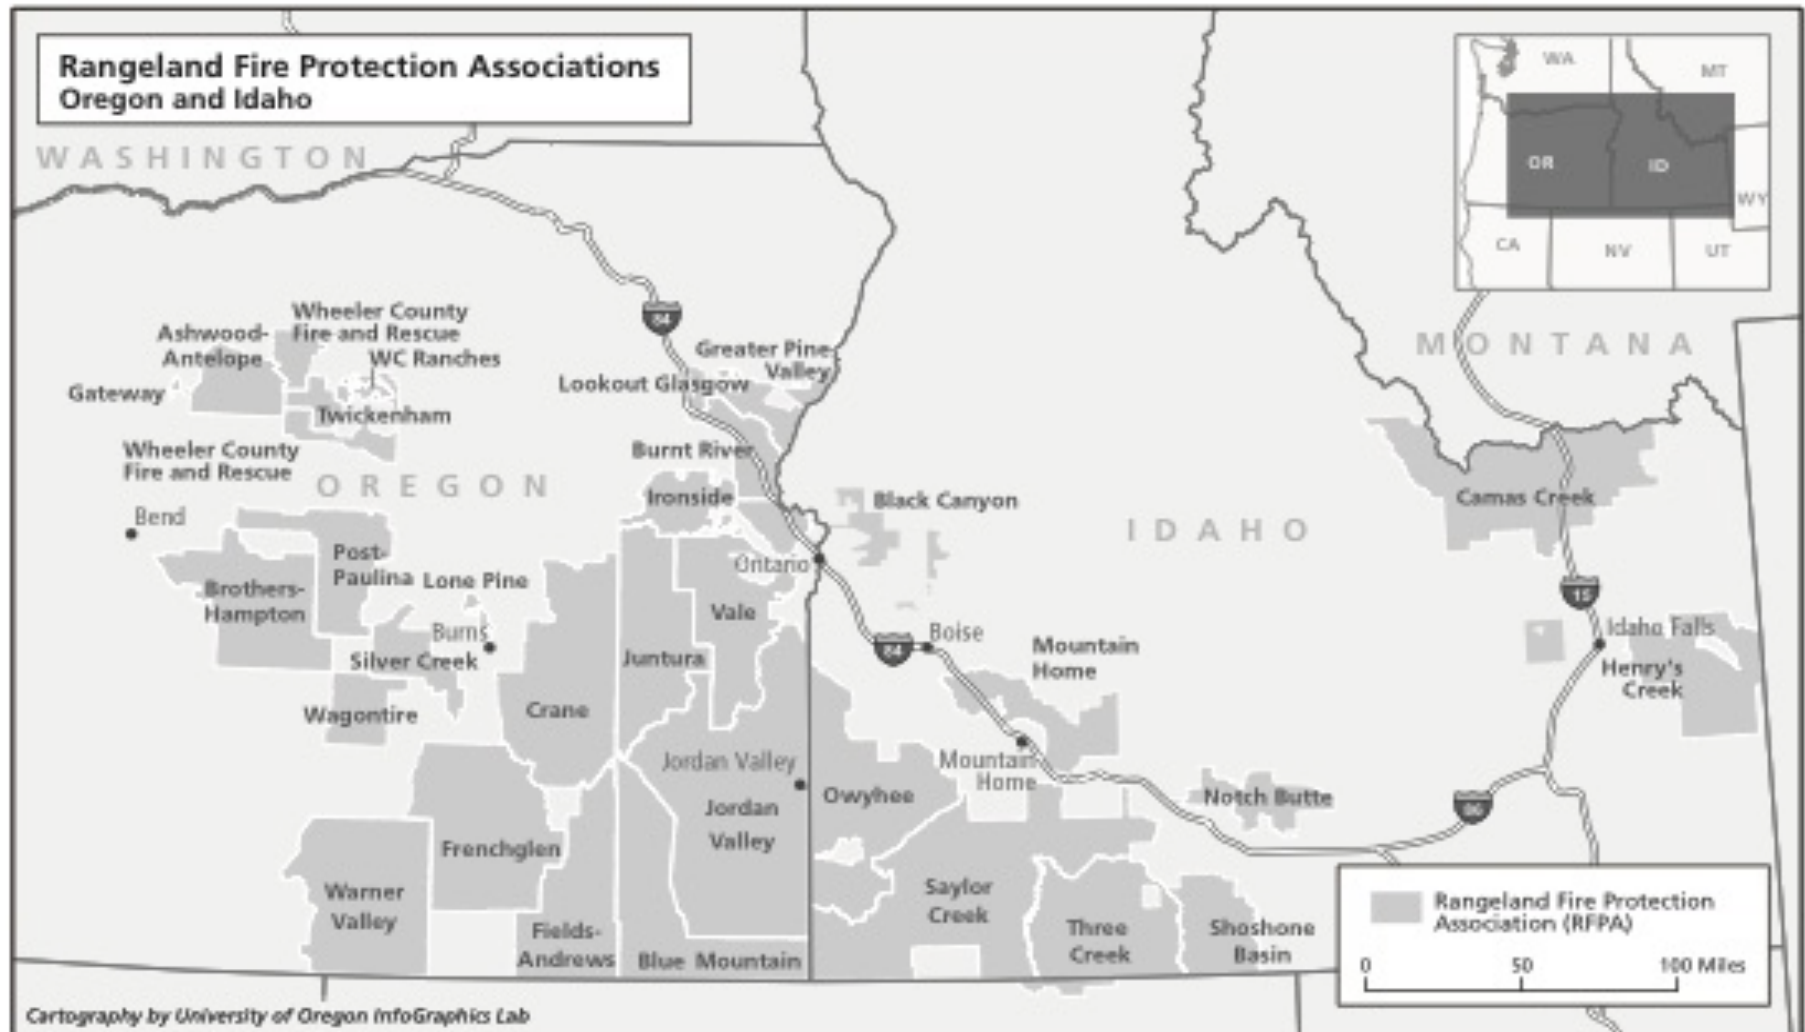 Rangeland Fire Protection Associations
Oregon and Idaho
WASHINGTON
WA
MT
OR
ID
WY
CA
NV
UT
Wheeler County
Fire and Rescue
Ashwood-
Antelope
WC Ranches
Gateway
Twickenham
84
Greater Pine
Valley
Lookout Glasgow
MONTANA
Wheeler County
Fire and Rescue
OREGON
Burnt River
Ironside
Black Canyon
IDAHO
Camas Creek
Bend
Post-
Paulina
Lone Pine
Brothers-
Hampton
Ontario
Vale
15
Burns
Silver Creek
Juntura
84
Boise
Mountain
Home
Idaho Falls
Henry's
Creek
Wagontire
Crane
Jordan Valley
Jordan
Valley
Owyhee
Mountain
Home
Notch Butte
86
Frenchglen
Warner
Valley
Fields-
Andrews
Blue Mountain
Saylor
Creek
Three
Creek
Shoshone
Basin
Rangeland Fire Protection
Association (RFPA)
0 50 100 Miles
Cartography by University of Oregon InfoGraphics Lab